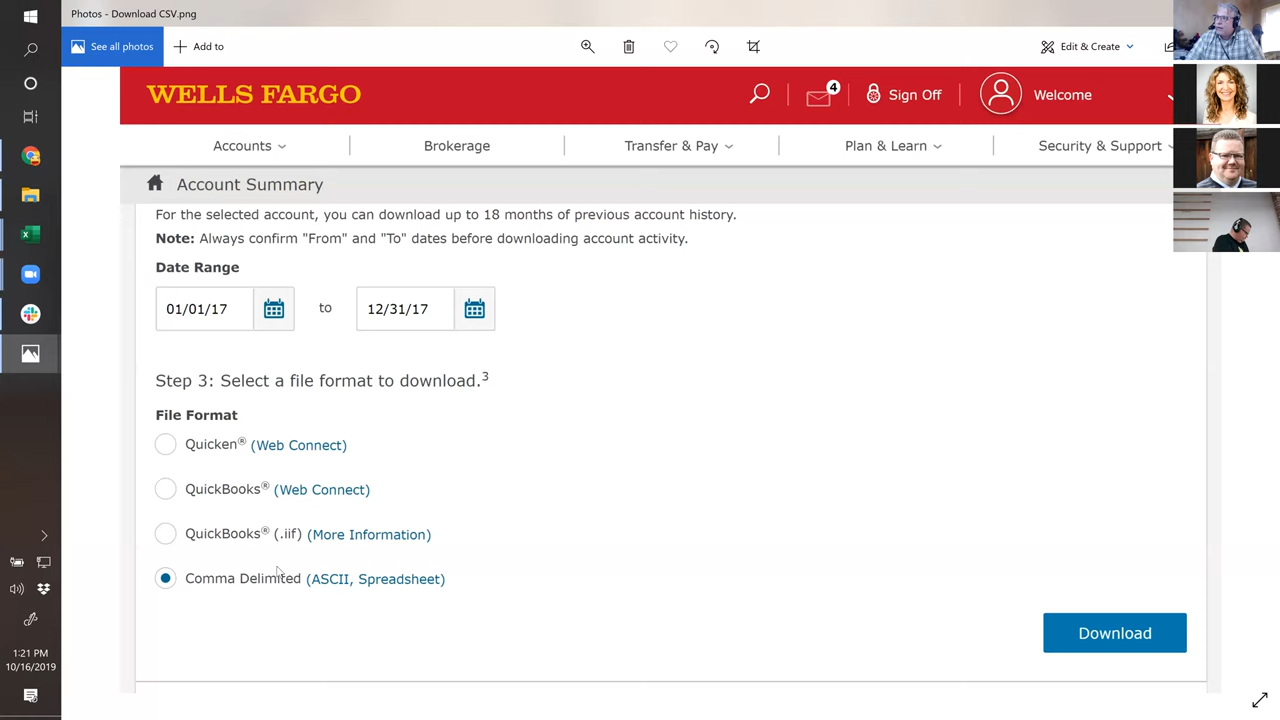 Photos - Download CSV.png
See all photos
Add to
Edit & Create
WELLS FARGO
4
Sign Off
Welcome
Accounts
Brokerage
Transfer & Pay
Plan & Learn
Security & Support
Account Summary
For the selected account, you can download up to 18 months of previous account history.
Note: Always confirm "From" and "To" dates before downloading account activity.
Date Range
01/01/17 to 12/31/17
Step 3: Select a file format to download.3
File Format
Quicken® (Web Connect)
QuickBooks® (Web Connect)
QuickBooks® (.iif) (More Information)
Comma Delimited (ASCII, Spreadsheet)
Download
1:21 PM
10/16/2019